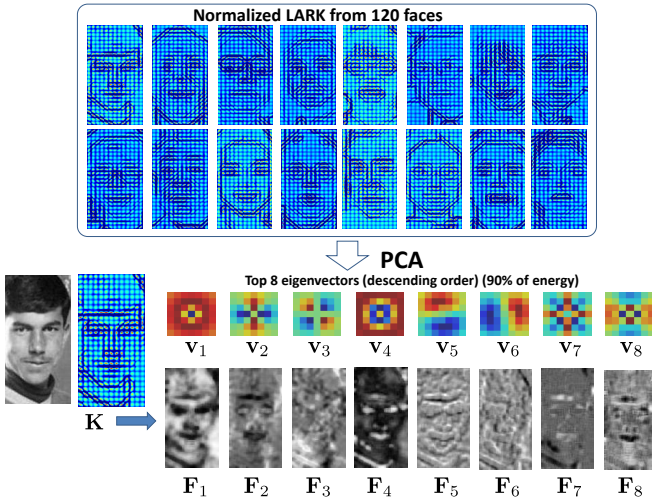 Normalized LARK from 120 faces
PCA
Top 8 eigenvectors (descending order) (90% of energy)
v1 v2 v3 v4 v5 v6 v7 v8
K
F1 F2 F3 F4 F5 F6 F7 F8